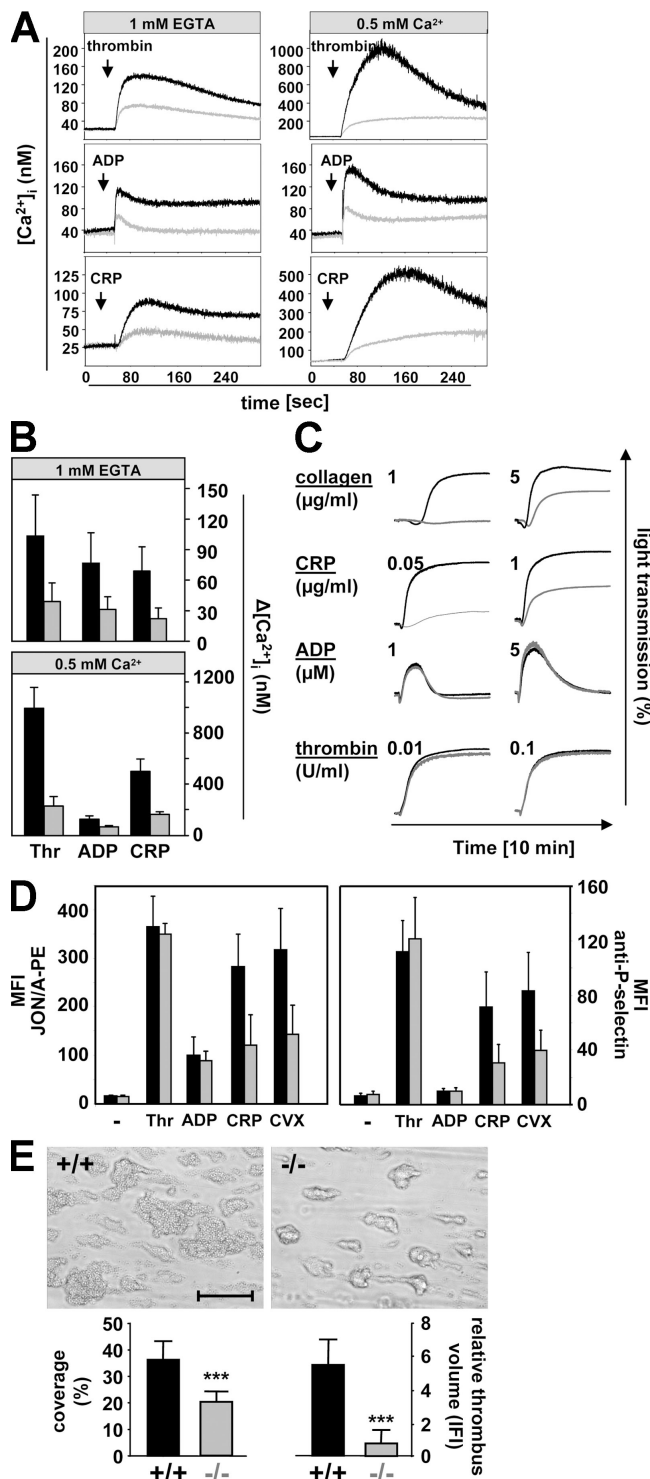 A
1 mM EGTA
0.5 mM Ca²⁺
[Ca²⁺]ᵢ (nM)
thrombin
200
160
120
80
40
thrombin
1000
800
600
400
200
ADP
160
120
80
40
ADP
160
120
80
40
CRP
125
100
75
50
25
CRP
500
400
300
200
100
0 80 160 240
0 80 160 240
time [sec]
B
1 mM EGTA
150
120
90
60
30
0
0.5 mM Ca²⁺
1200
800
400
0
Δ[Ca²⁺]ᵢ (nM)
Thr ADP CRP
C
collagen
(µg/ml)
1
5
CRP
(µg/ml)
0.05
1
ADP
(µM)
1
5
thrombin
(U/ml)
0.01
0.1
light transmission (%)
Time [10 min]
D
MFI
JON/A-PE
400
300
200
100
0
- Thr ADP CRP CVX
160
120
80
40
0
MFI
anti-P-selectin
- Thr ADP CRP CVX
E
+/+
-/-
coverage
(%)
50
40
30
20
10
0
***
+/+ -/-
8
6
4
2
0
relative thrombus
volume (IFI)
***
+/+ -/-